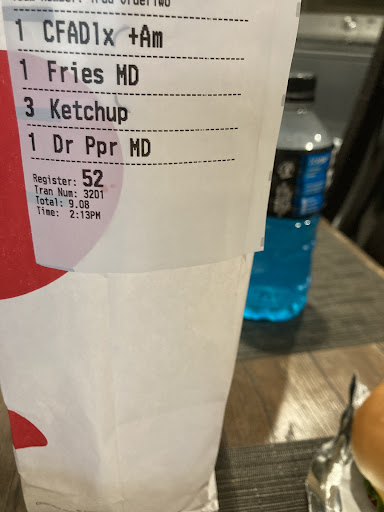 1 CFADlx +Am
1 Fries MD
3 Ketchup
1 Dr Ppr MD
Register: 52
Tran Num: 3201
Total: 9.08
Time: 2:13PM